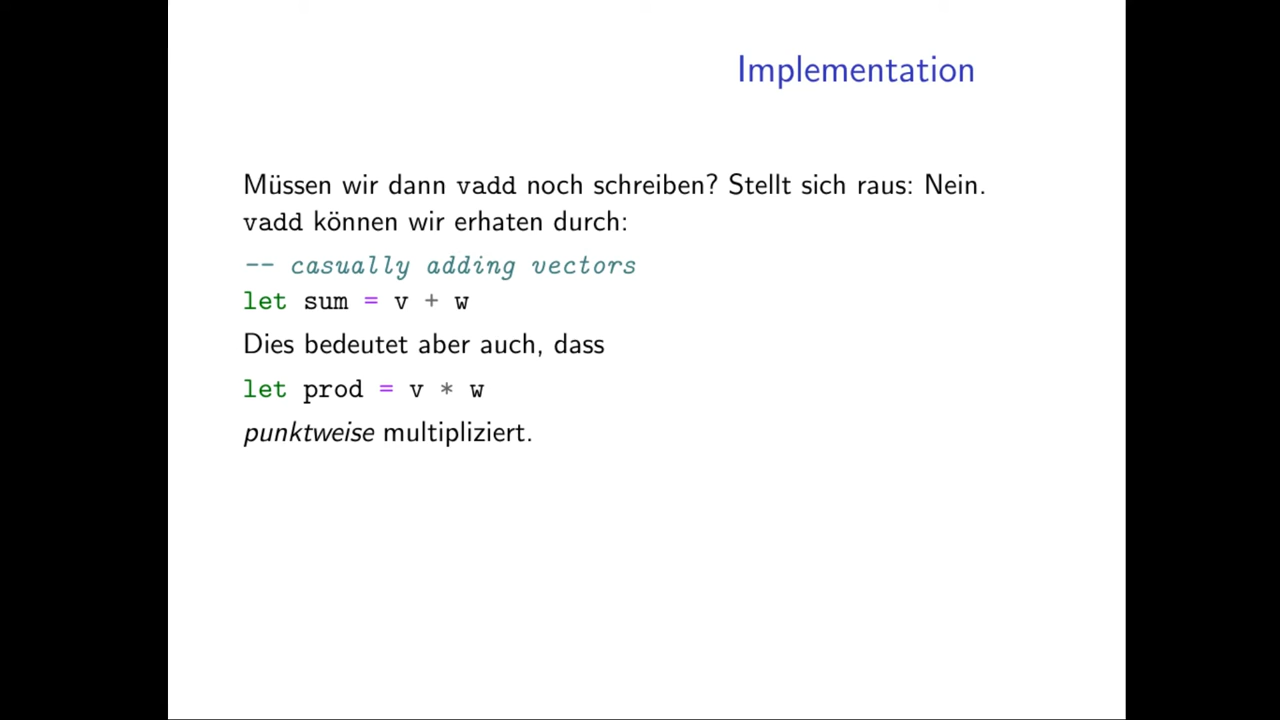 Implementation
Müssen wir dann vadd noch schreiben? Stellt sich raus: Nein.
vadd können wir erhaten durch:
-- casually adding vectors
let sum = v + w
Dies bedeutet aber auch, dass
let prod = v * w
punktweise multipliziert.